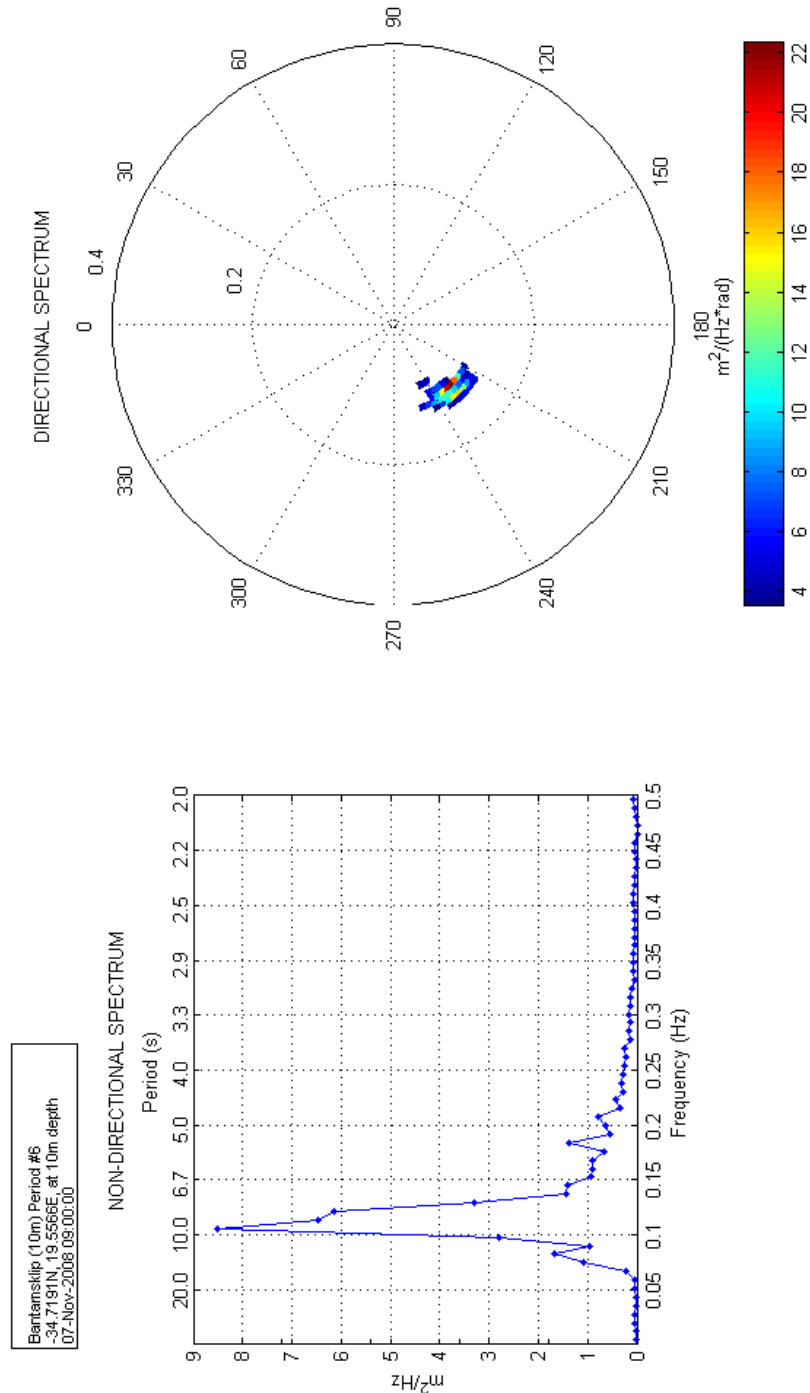 Bantamsklip (10m) Period #6
-34.7191N, 19.5566E, at 10m depth
07-Nov-2008 09:00:00
NON-DIRECTIONAL SPECTRUM
Period (s)
20.0 10.0 6.7 5.0 4.0 3.3 2.9 2.5 2.2 2.0
9
8
7
6
5
4
3
2
1
0
m²/Hz
0.05 0.1 0.15 0.2 0.25 0.3 0.35 0.4 0.45 0.5
Frequency (Hz)
DIRECTIONAL SPECTRUM
0
0.4
30
0.2
60
90
120
150
180
210
240
270
300
330
m²/(Hz*rad)
4 6 8 10 12 14 16 18 20 22